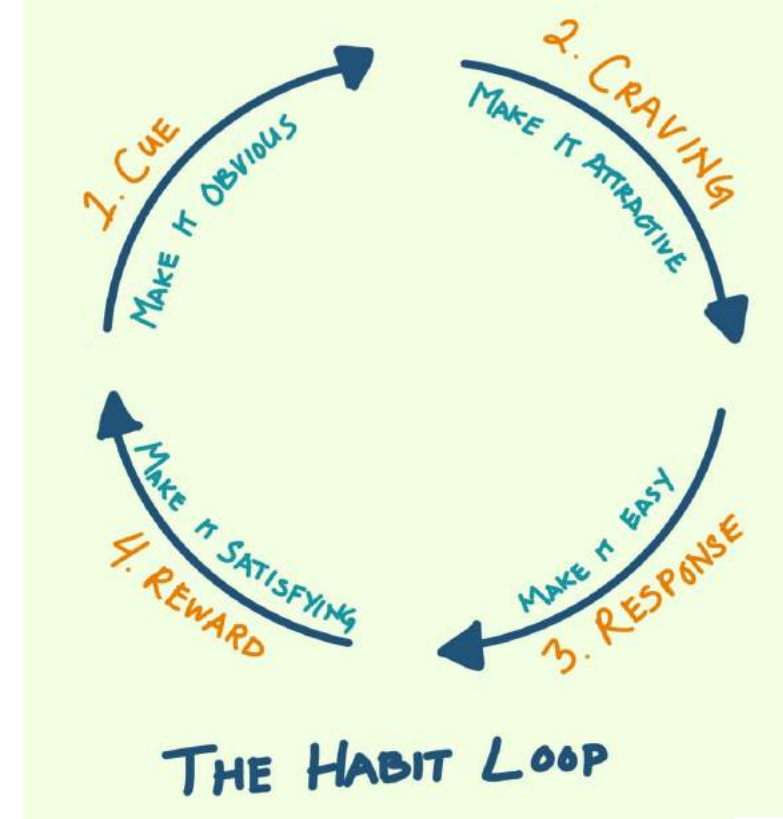 1. CUE
MAKE IT OBVIOUS
2. CRAVING
MAKE IT ATTRACTIVE
3. RESPONSE
MAKE IT EASY
4. REWARD
MAKE IT SATISFYING
THE HABIT LOOP